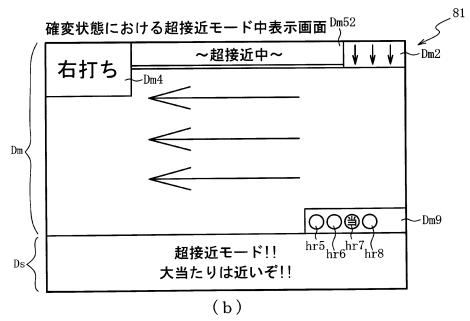 確変状態における超接近モード中表示画面
Dm52
81
右打ち
～超接近中～
Dm2
Dm4
Dm
当
Dm9
hr5 hr6 hr7 hr8
Ds
超接近モード!!
大当たりは近いぞ!!
(b)